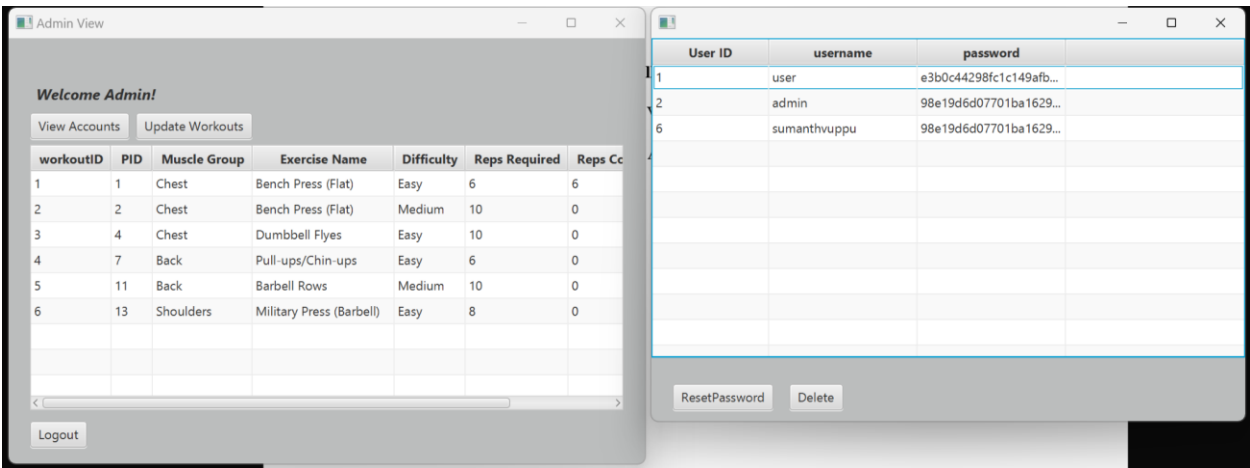 Admin View
Welcome Admin!
View Accounts Update Workouts
workoutID PID Muscle Group Exercise Name Difficulty Reps Required Reps Cc
1 1 Chest Bench Press (Flat) Easy 6 6
2 2 Chest Bench Press (Flat) Medium 10 0
3 4 Chest Dumbbell Flyes Easy 10 0
4 7 Back Pull-ups/Chin-ups Easy 6 0
5 11 Back Barbell Rows Medium 10 0
6 13 Shoulders Military Press (Barbell) Easy 8 0
Logout
User ID username password
1 user e3b0c44298fc1c149afb...
2 admin 98e19d6d07701ba1629...
6 sumanthvuppu 98e19d6d07701ba1629...
ResetPassword Delete